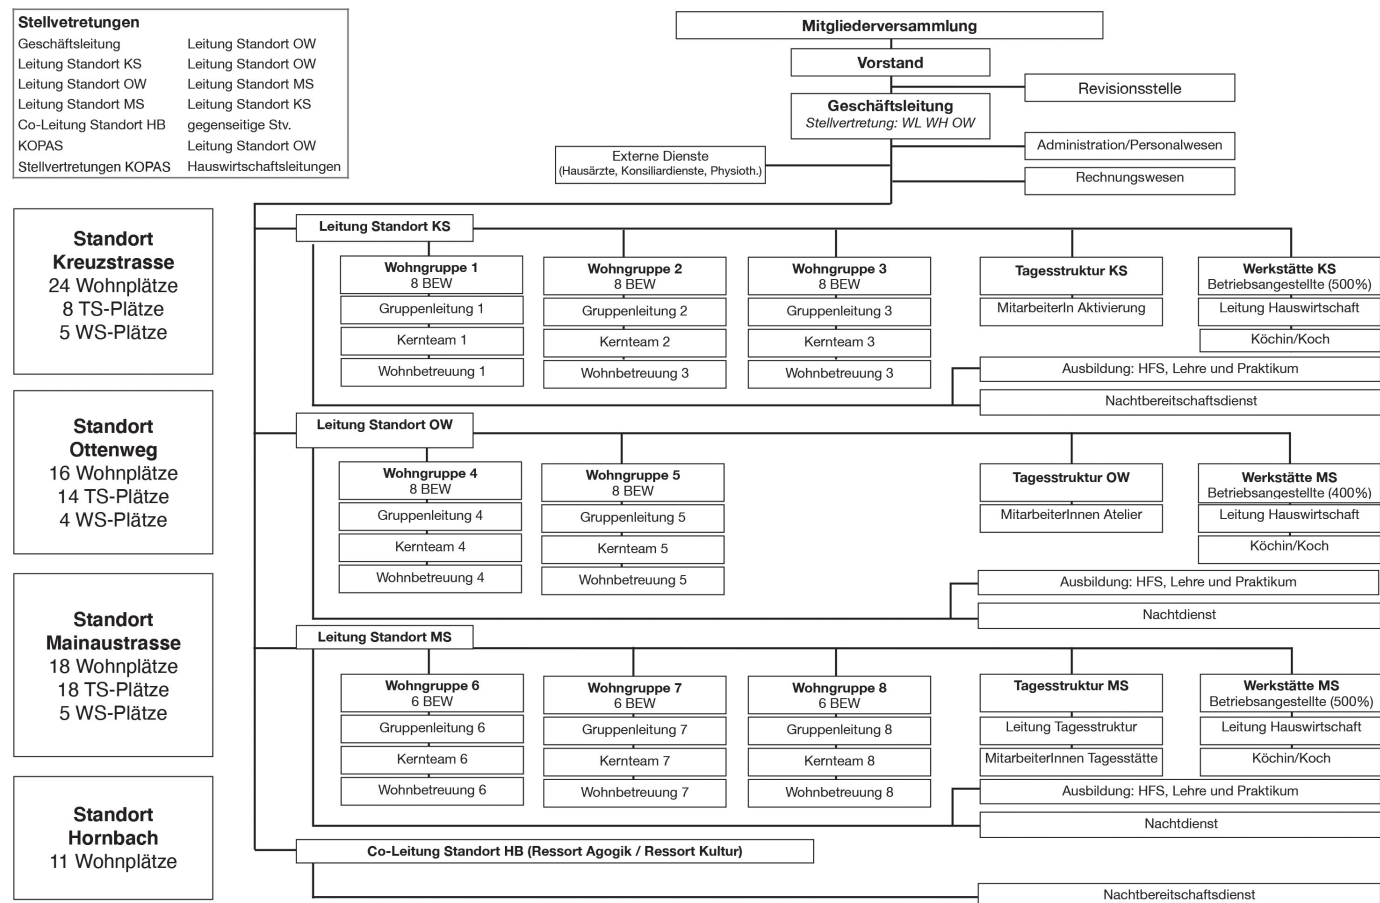 Stellvetretungen
Geschäftsleitung Leitung Standort OW
Leitung Standort KS Leitung Standort OW
Leitung Standort OW Leitung Standort MS
Leitung Standort MS Leitung Standort KS
Co-Leitung Standort HB gegenseitige Stv.
KOPAS Leitung Standort OW
Stellvertretungen KOPAS Hauswirtschaftsleitungen
Mitgliederversammlung
Vorstand
Revisionsstelle
Geschäftsleitung
Stellvertretung: WL WH OW
Administration/Personalwesen
Externe Dienste
(Hausärzte, Konsiliardienste, Physioth.)
Rechnungswesen
Standort
Kreuzstrasse
24 Wohnplätze
8 TS-Plätze
5 WS-Plätze
Leitung Standort KS
Wohngruppe 1
8 BEW
Gruppenleitung 1
Kernteam 1
Wohnbetreuung 1
Wohngruppe 2
8 BEW
Gruppenleitung 2
Kernteam 2
Wohnbetreuung 3
Wohngruppe 3
8 BEW
Gruppenleitung 3
Kernteam 3
Wohnbetreuung 3
Tagesstruktur KS
MitarbeiterIn Aktivierung
Werkstätte KS
Betriebsangestellte (500%)
Leitung Hauswirtschaft
Köchin/Koch
Ausbildung: HFS, Lehre und Praktikum
Nachtbereitschaftsdienst
Standort
Ottenweg
16 Wohnplätze
14 TS-Plätze
4 WS-Plätze
Leitung Standort OW
Wohngruppe 4
8 BEW
Gruppenleitung 4
Kernteam 4
Wohnbetreuung 4
Wohngruppe 5
8 BEW
Gruppenleitung 5
Kernteam 5
Wohnbetreuung 5
Tagesstruktur OW
MitarbeiterInnen Atelier
Werkstätte MS
Betriebsangestellte (400%)
Leitung Hauswirtschaft
Köchin/Koch
Ausbildung: HFS, Lehre und Praktikum
Nachtdienst
Standort
Mainaustrasse
18 Wohnplätze
18 TS-Plätze
5 WS-Plätze
Leitung Standort MS
Wohngruppe 6
6 BEW
Gruppenleitung 6
Kernteam 6
Wohnbetreuung 6
Wohngruppe 7
6 BEW
Gruppenleitung 7
Kernteam 7
Wohnbetreuung 7
Wohngruppe 8
6 BEW
Gruppenleitung 8
Kernteam 8
Wohnbetreuung 8
Tagesstruktur MS
Leitung Tagesstruktur
MitarbeiterInnen Tagesstätte
Werkstätte MS
Betriebsangestellte (500%)
Leitung Hauswirtschaft
Köchin/Koch
Ausbildung: HFS, Lehre und Praktikum
Nachtdienst
Standort
Hornbach
11 Wohnplätze
Co-Leitung Standort HB (Ressort Agogik / Ressort Kultur)
Nachtbereitschaftsdienst